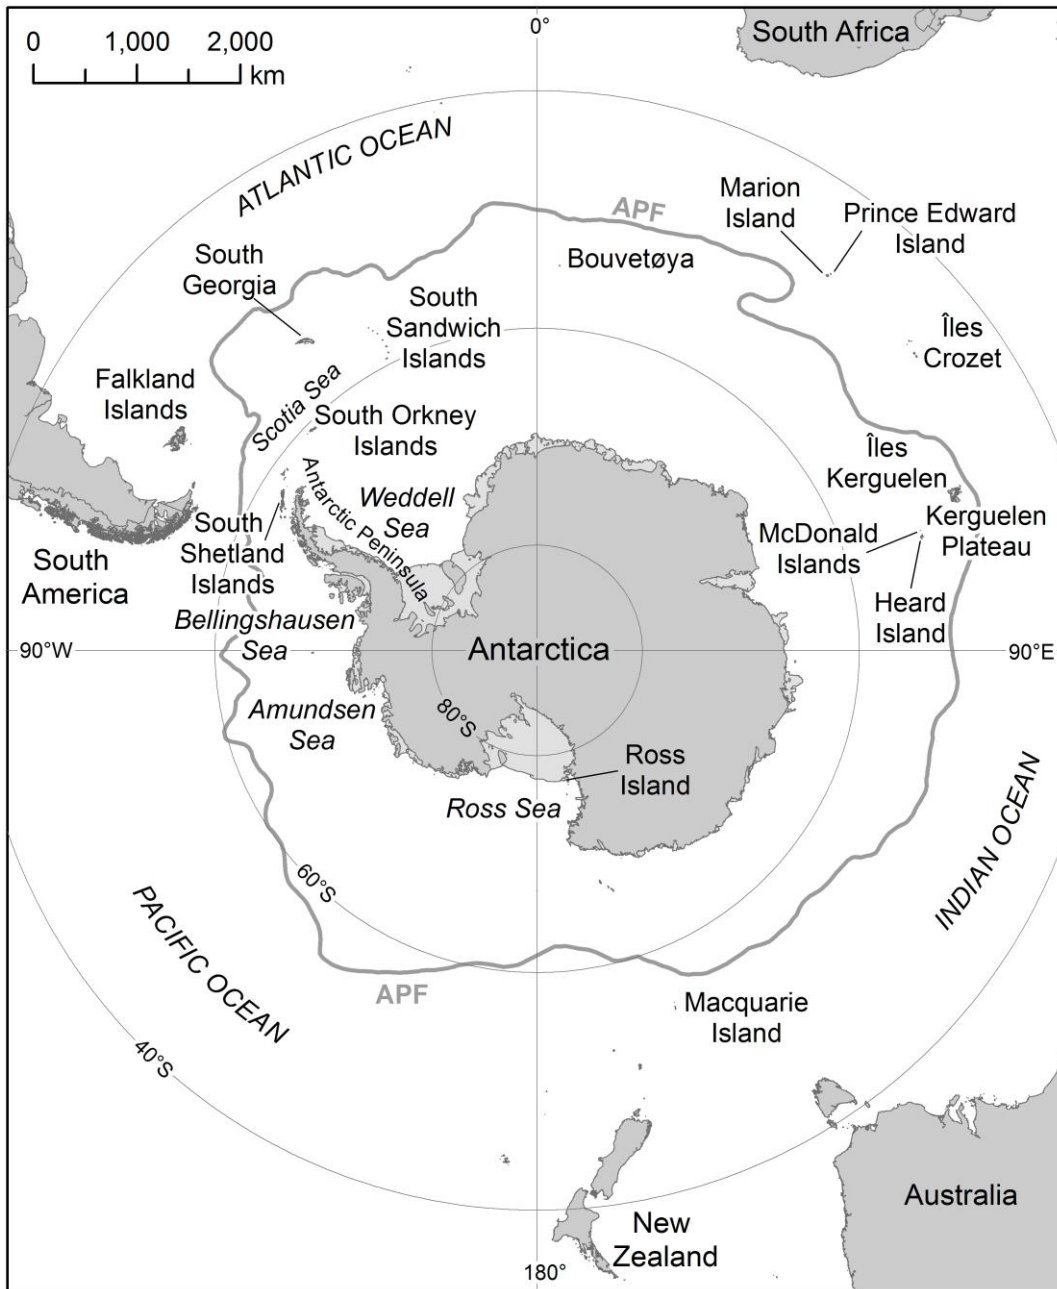 0 1,000 2,000
km
0°
South Africa
ATLANTIC OCEAN
APF
Marion
Island
Prince Edward
Island
South
Georgia
Bouvetøya
South
Sandwich
Islands
Îles
Crozet
Falkland
Islands
Scotia Sea
South Orkney
Islands
Îles
Kerguelen
Antarctic Peninsula
Weddell
Sea
South
Shetland
Islands
McDonald
Islands
Kerguelen
Plateau
South
America
Heard
Island
Bellingshausen
Sea
90°W
Antarctica
90°E
Amundsen
Sea
80°S
Ross
Island
Ross Sea
INDIAN OCEAN
60°S
PACIFIC OCEAN
APF
Macquarie
Island
40°S
Australia
New
Zealand
180°